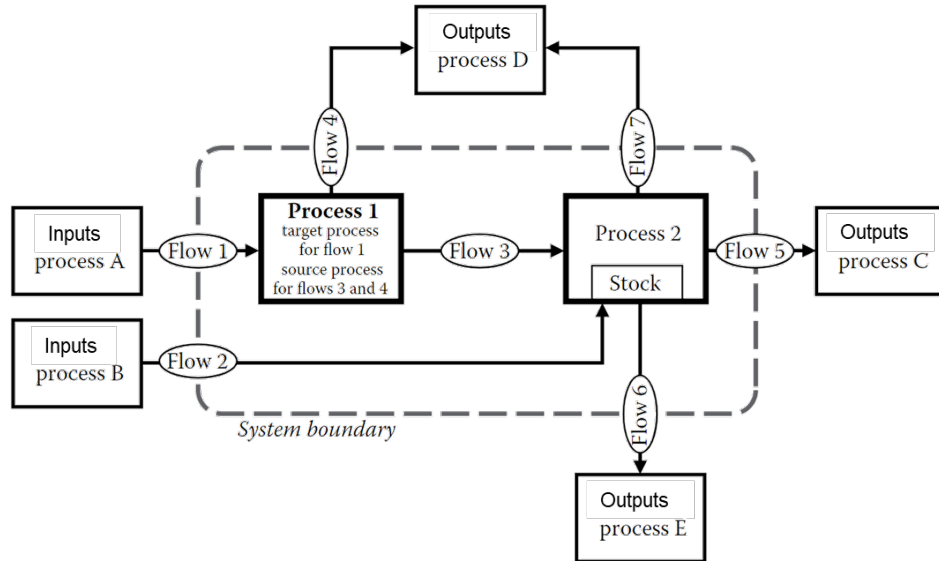 Outputs
process D
Flow 4
Flow 7
Inputs
process A
Flow 1
Process 1
target process
for flow 1
source process
for flows 3 and 4
Flow 3
Process 2
Stock
Flow 5
Outputs
process C
Inputs
process B
Flow 2
Flow 6
System boundary
Outputs
process E